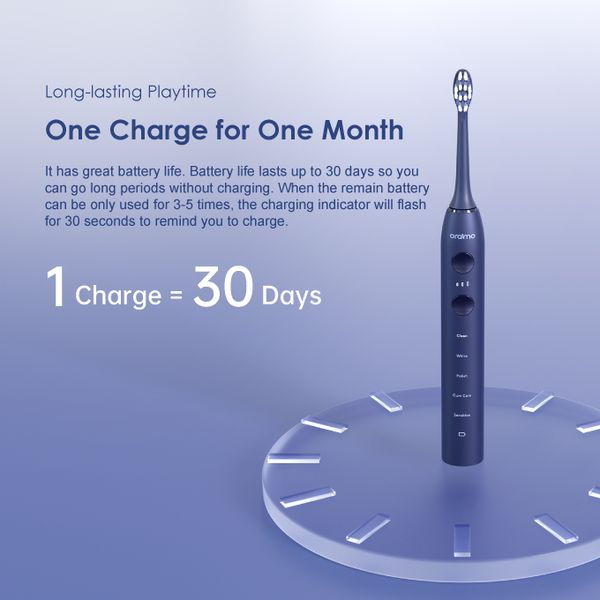 Long-lasting Playtime
One Charge for One Month
It has great battery life. Battery life lasts up to 30 days so you
can go long periods without charging. When the remain battery
can be only used for 3-5 times, the charging indicator will flash
for 30 seconds to remind you to charge.
1 Charge = 30 Days
oraimo
Clean
White
Polish
Gum Care
Sensitive